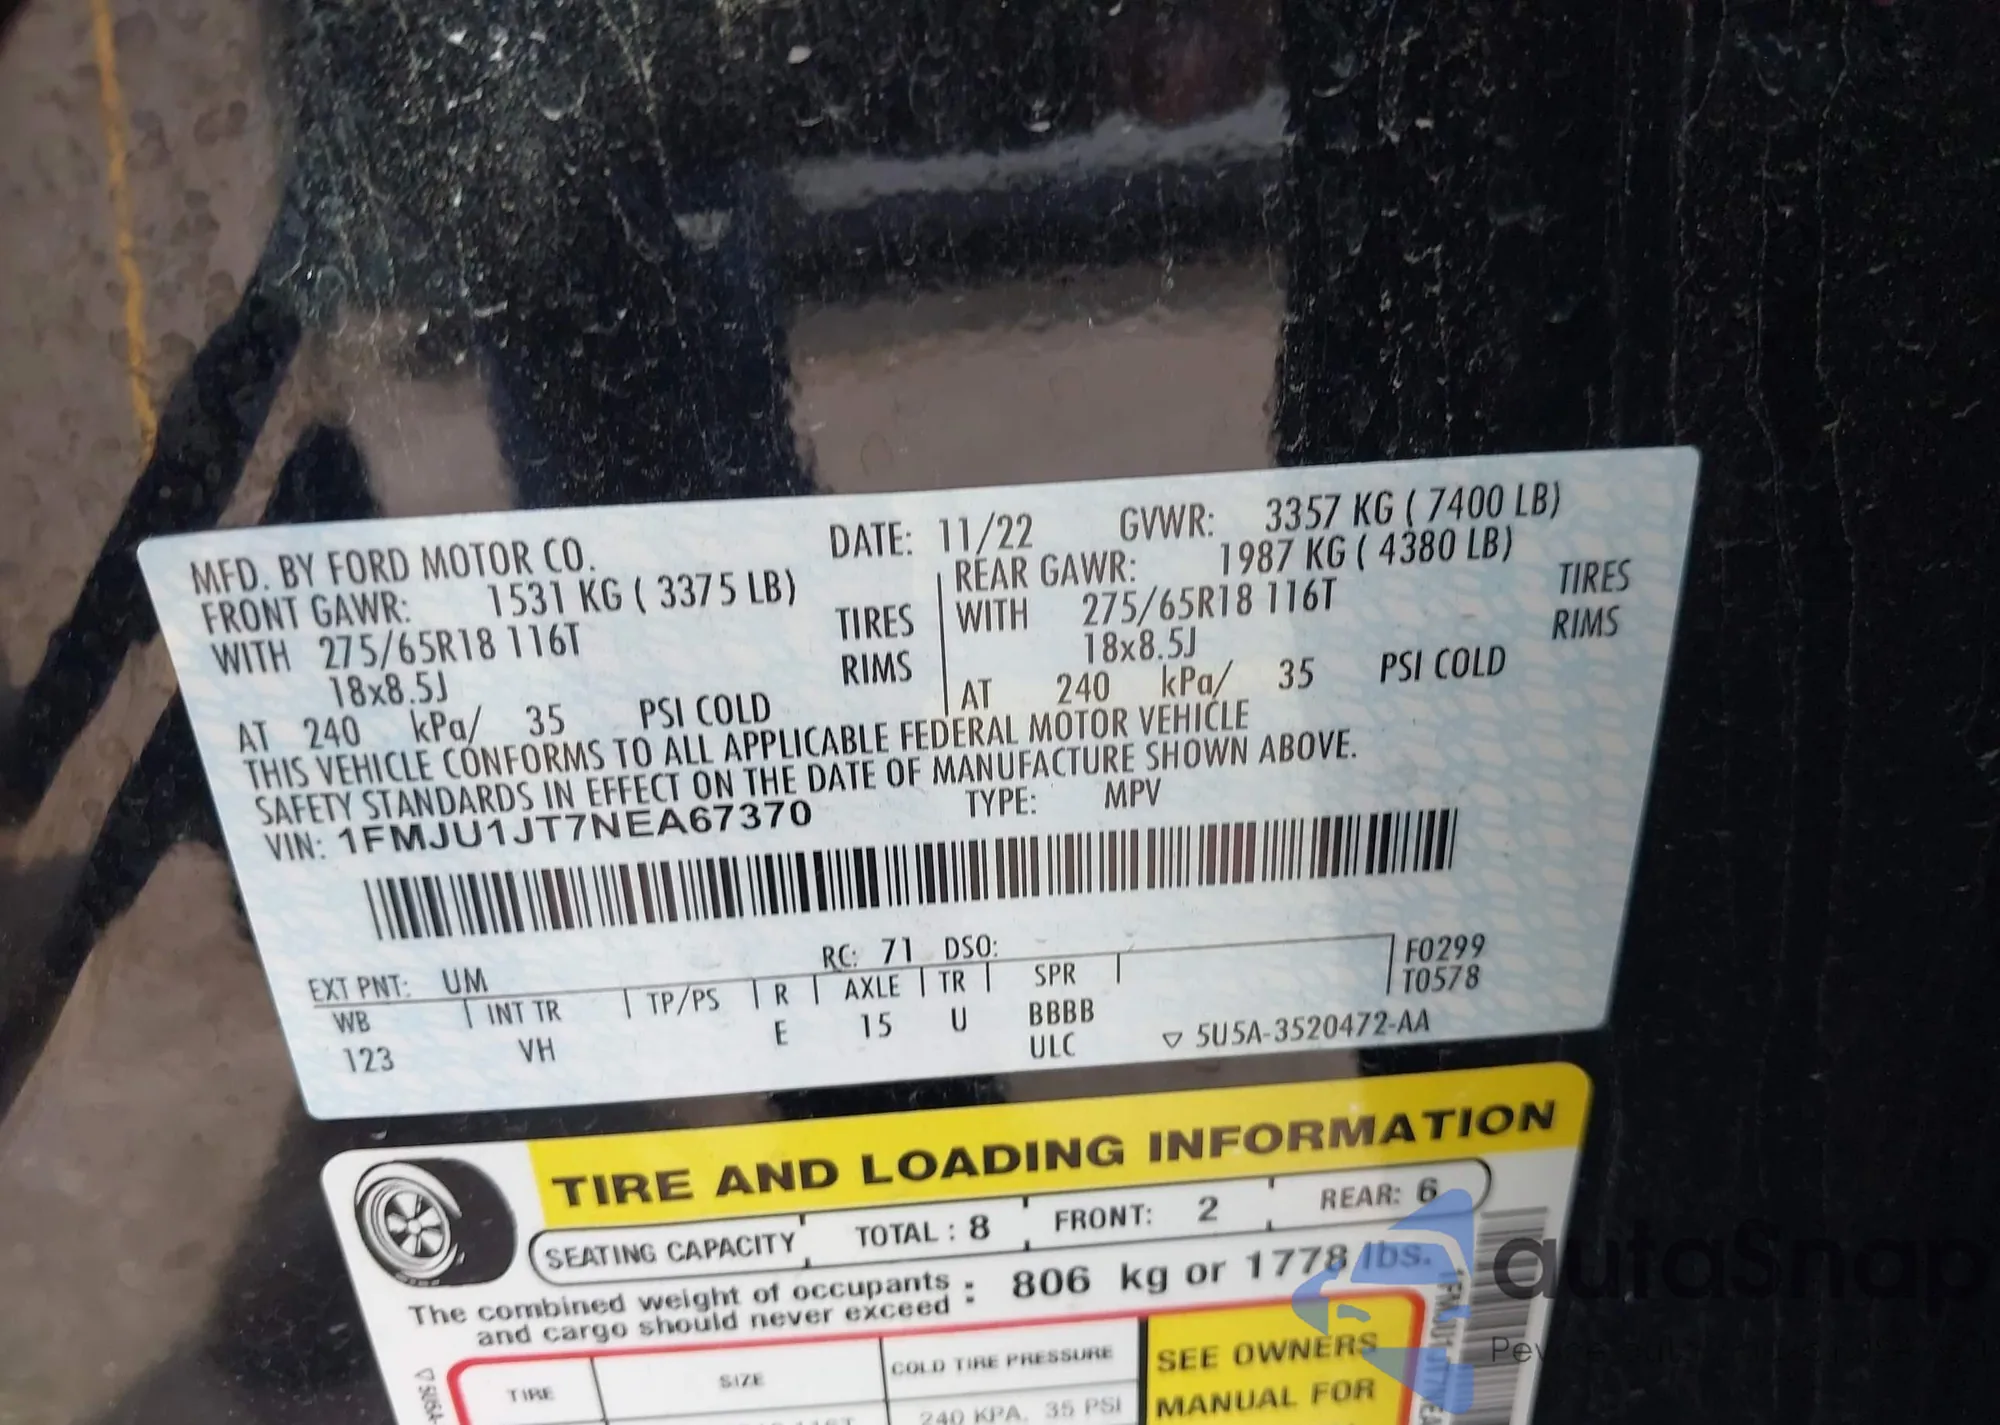 MFD. BY FORD MOTOR CO. DATE: 11/22 GVWR: 3357 KG ( 7400 LB)
FRONT GAWR: 1531 KG ( 3375 LB) REAR GAWR: 1987 KG ( 4380 LB)
WITH 275/65R18 116T TIRES WITH 275/65R18 116T TIRES
18x8.5J RIMS 18x8.5J RIMS
AT 240 kPa/ 35 PSI COLD AT 240 kPa/ 35 PSI COLD
THIS VEHICLE CONFORMS TO ALL APPLICABLE FEDERAL MOTOR VEHICLE
SAFETY STANDARDS IN EFFECT ON THE DATE OF MANUFACTURE SHOWN ABOVE.
VIN: 1FMJU1JT7NEA67370 TYPE: MPV
EXT PNT: UM RC: 71 DSO: F0299
WB INT TR TP/PS R AXLE TR SPR T0578
123 VH E 15 U BBBB
ULC ▽ 5U5A-3520472-AA
TIRE AND LOADING INFORMATION
SEATING CAPACITY TOTAL : 8 FRONT: 2 REAR: 6
The combined weight of occupants : 806 kg or 1778 lbs.
and cargo should never exceed
TIRE SIZE COLD TIRE PRESSURE SEE OWNERS
240 KPA, 35 PSI MANUAL FOR
autoSnap